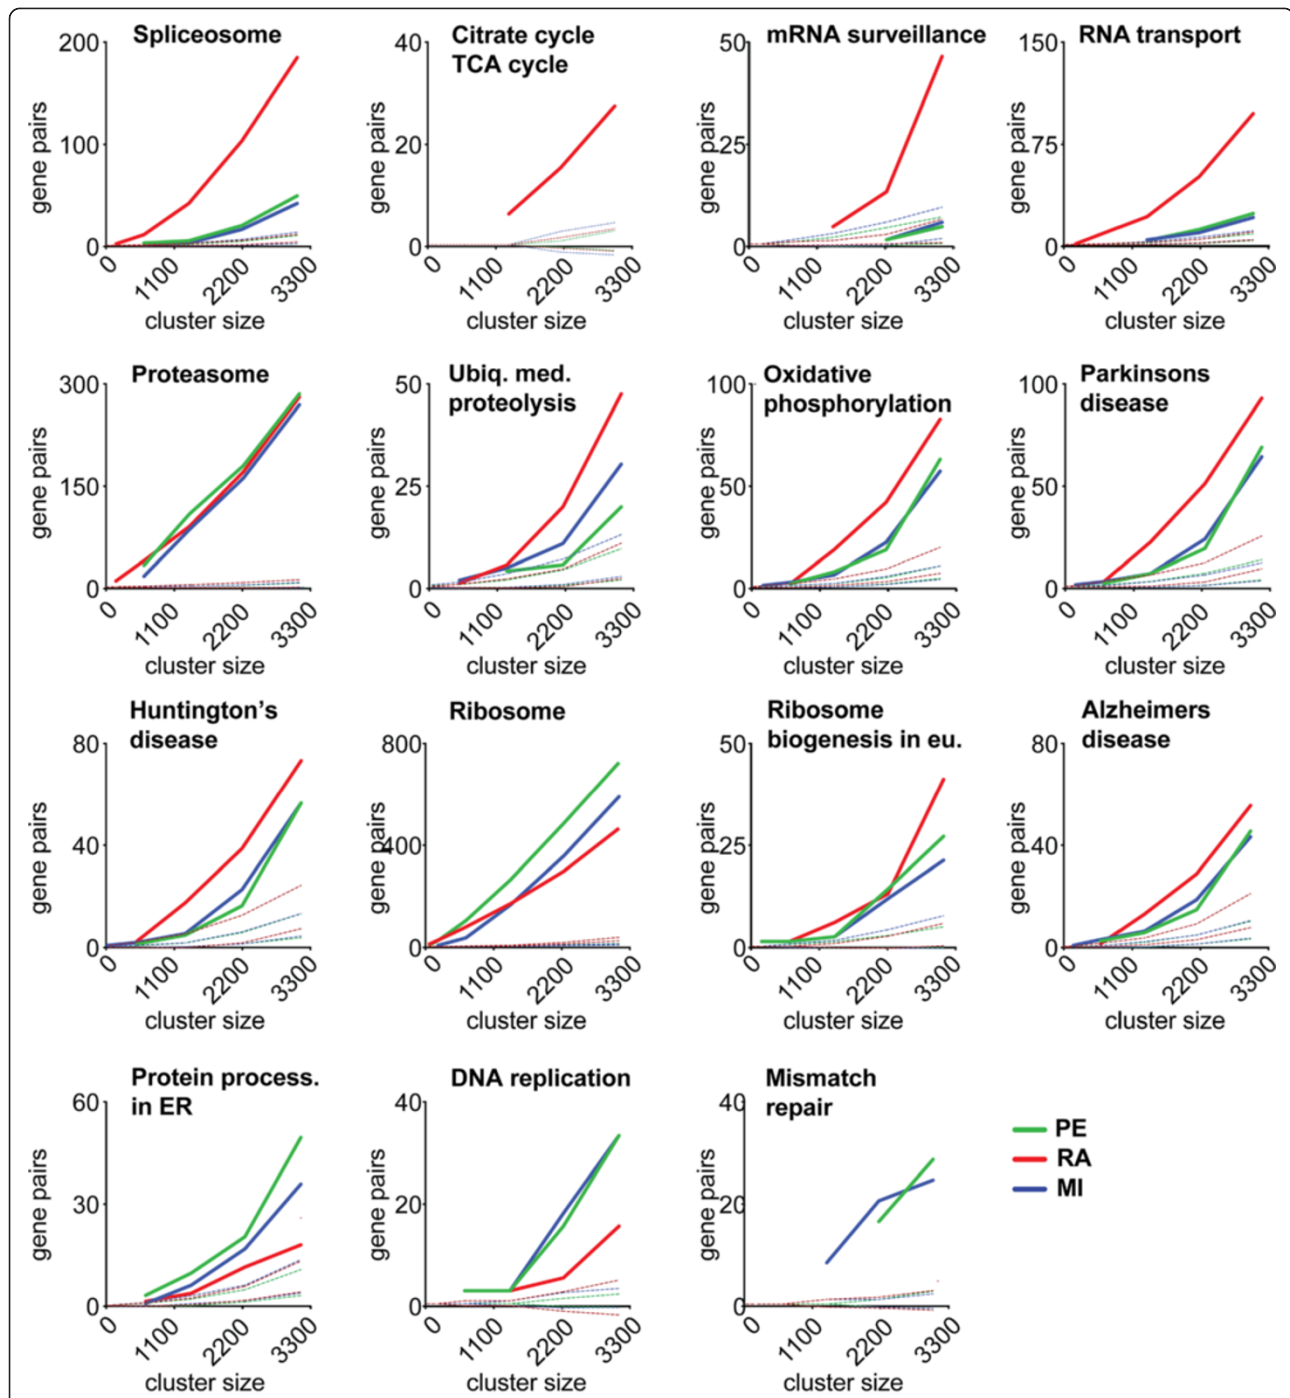 Spliceosome
200
100
0
gene pairs
0 1100 2200 3300
cluster size
Citrate cycle
TCA cycle
40
20
0
gene pairs
0 1100 2200 3300
cluster size
mRNA surveillance
50
25
0
gene pairs
0 1100 2200 3300
cluster size
RNA transport
150
75
0
gene pairs
0 1100 2200 3300
cluster size
Proteasome
300
150
0
gene pairs
0 1100 2200 3300
cluster size
Ubiq. med.
proteolysis
50
25
0
gene pairs
0 1100 2200 3300
cluster size
Oxidative
phosphorylation
100
50
0
gene pairs
0 1100 2200 3300
cluster size
Parkinsons
disease
100
50
0
gene pairs
0 1100 2200 3300
cluster size
Huntington's
disease
80
40
0
gene pairs
0 1100 2200 3300
cluster size
Ribosome
800
400
0
gene pairs
0 1100 2200 3300
cluster size
Ribosome
biogenesis in eu.
50
25
0
gene pairs
0 1100 2200 3300
cluster size
Alzheimers
disease
80
40
0
gene pairs
0 1100 2200 3300
cluster size
Protein process.
in ER
60
30
0
gene pairs
0 1100 2200 3300
cluster size
DNA replication
40
20
0
gene pairs
0 1100 2200 3300
cluster size
Mismatch
repair
40
20
0
gene pairs
0 1100 2200 3300
cluster size
PE
RA
MI